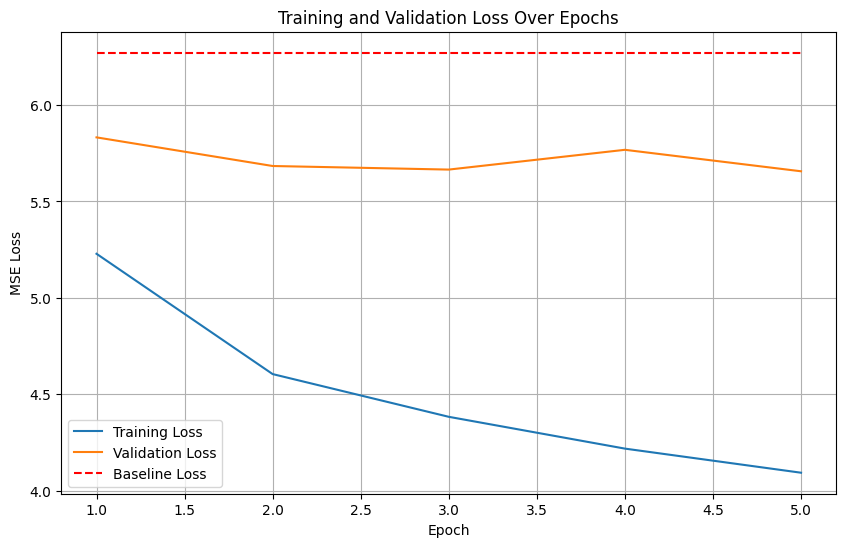 Training and Validation Loss Over Epochs
MSE Loss
6.0
5.5
5.0
4.5
4.0
Training Loss
Validation Loss
Baseline Loss
1.0 1.5 2.0 2.5 3.0 3.5 4.0 4.5 5.0
Epoch